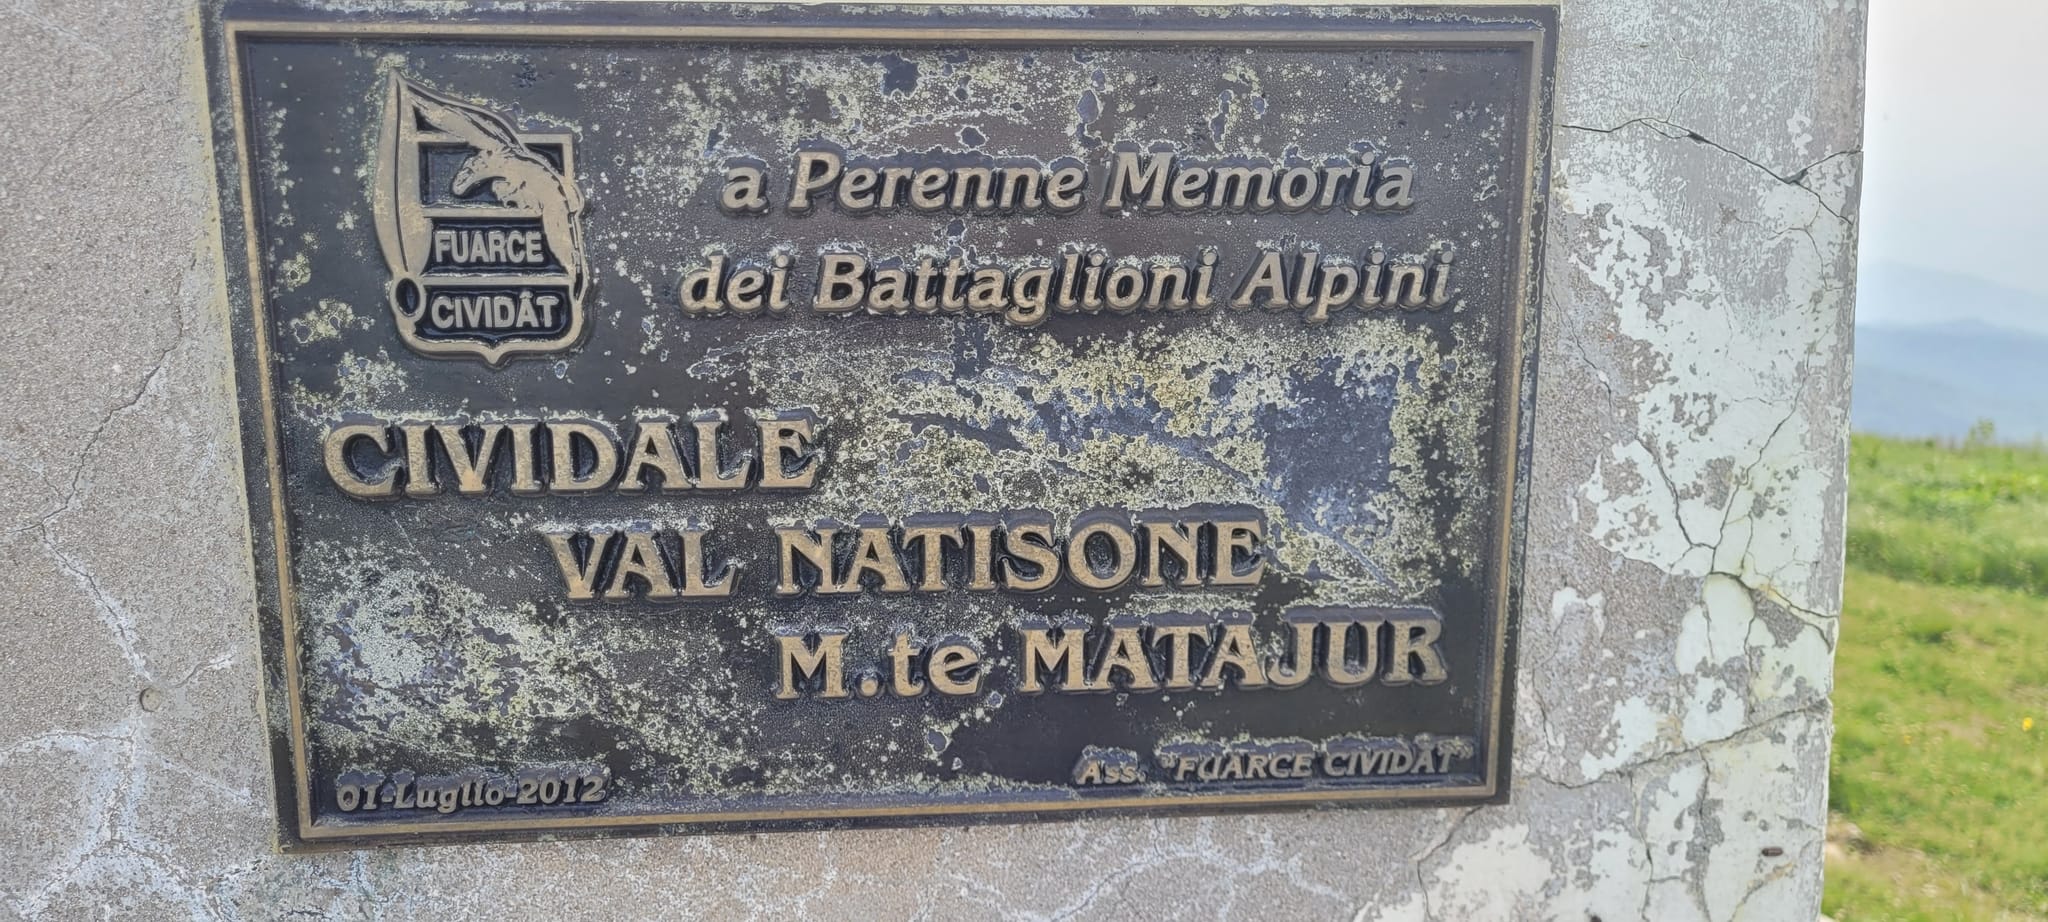 FUARCE
CIVIDÂT
a Perenne Memoria
dei Battaglioni Alpini
CIVIDALE
VAL NATISONE
M.te MATAJUR
01-Luglio-2012
Ass. "FUARCE CIVIDÂT"